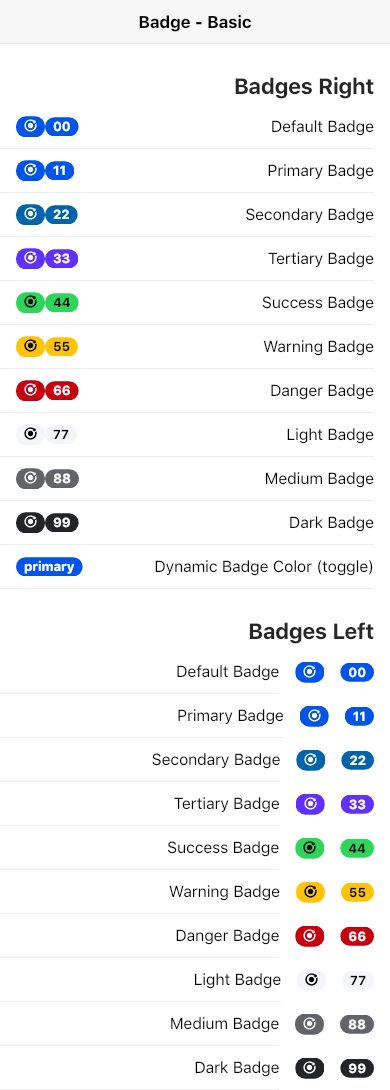 Badge - Basic
Badges Right
00 Default Badge
11 Primary Badge
22 Secondary Badge
33 Tertiary Badge
44 Success Badge
55 Warning Badge
66 Danger Badge
77 Light Badge
88 Medium Badge
99 Dark Badge
primary Dynamic Badge Color (toggle)
Badges Left
Default Badge 00
Primary Badge 11
Secondary Badge 22
Tertiary Badge 33
Success Badge 44
Warning Badge 55
Danger Badge 66
Light Badge 77
Medium Badge 88
Dark Badge 99